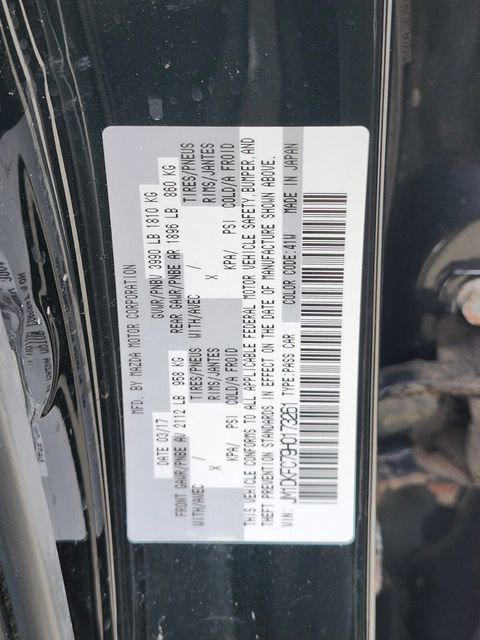 MFD. BY MAZDA MOTOR CORPORATION
DATE 03/17 GVWR/PNBV 3990 LB 1810 KG
FRONT GAWR/PNBE AV 2112 LB 958 KG REAR GAWR/PNBE AR 1896 LB 860 KG
WITH/AVEC / TIRES/PNEUS WITH/AVEC / TIRES/PNEUS
X RIMS/JANTES X RIMS/JANTES
KPA/ PSI COLD/A FROID KPA/ PSI COLD/A FROID
THIS VEHICLE CONFORMS TO ALL APPLICABLE FEDERAL MOTOR VEHICLE SAFETY, BUMPER, AND
THEFT PREVENTION STANDARDS IN EFFECT ON THE DATE OF MANUFACTURE SHOWN ABOVE.
VIN: TYPE:PASS CAR COLOR CODE:41W MADE IN JAPAN